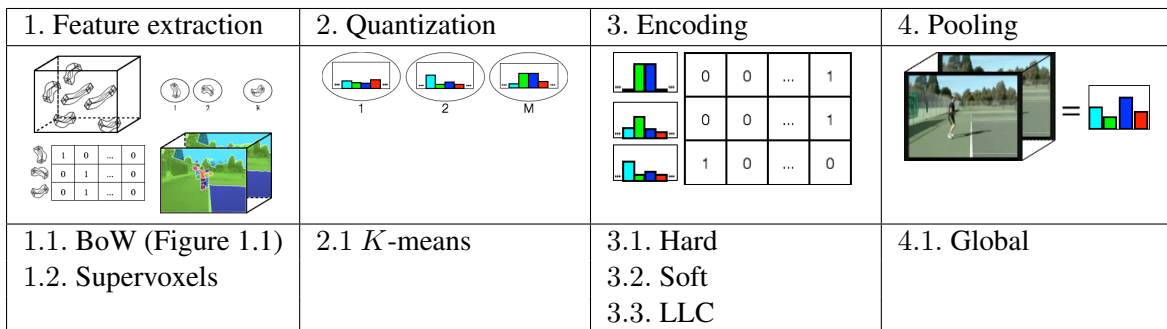 1. Feature extraction 2. Quantization 3. Encoding 4. Pooling
1 2 K
1 0 ... 0
0 1 ... 0
0 1 ... 0
... ... ... ... ... ...
1 2 M
... ... 0 0 ... 1
... ... 0 0 ... 1
... ... 1 0 ... 0
=
1.1. BoW (Figure 1.1) 2.1 K-means 3.1. Hard 4.1. Global
1.2. Supervoxels 3.2. Soft
3.3. LLC